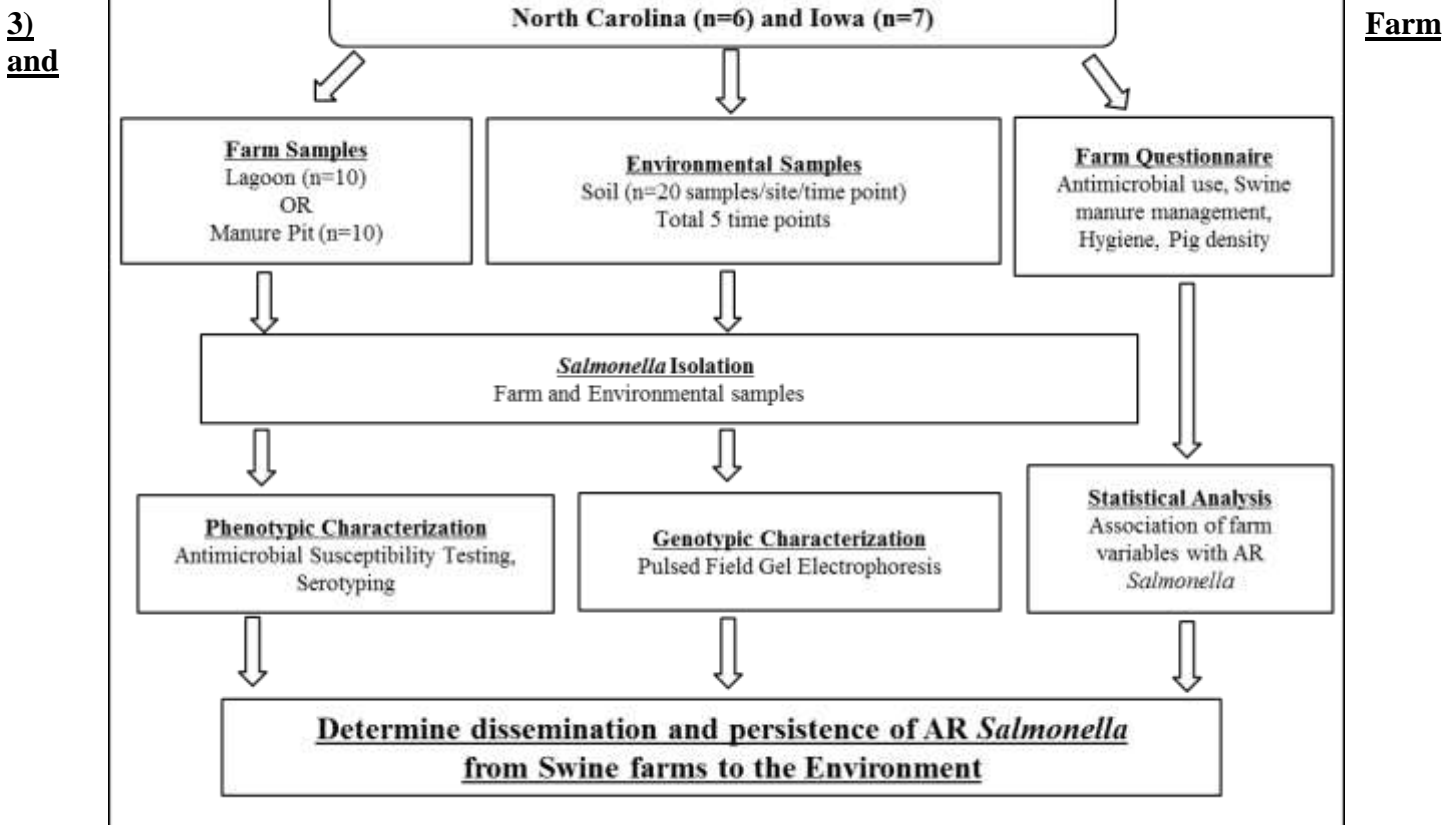 3)
and
Farm
North Carolina (n=6) and Iowa (n=7)
Farm Samples
Lagoon (n=10)
OR
Manure Pit (n=10)
Environmental Samples
Soil (n=20 samples/site/time point)
Total 5 time points
Farm Questionnaire
Antimicrobial use, Swine
manure management,
Hygiene, Pig density
Salmonella Isolation
Farm and Environmental samples
Phenotypic Characterization
Antimicrobial Susceptibility Testing,
Serotyping
Genotypic Characterization
Pulsed Field Gel Electrophoresis
Statistical Analysis
Association of farm
variables with AR
Salmonella
Determine dissemination and persistence of AR Salmonella
from Swine farms to the Environment